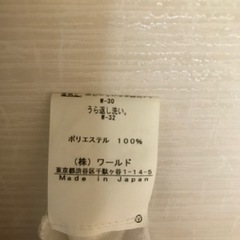 W-30
うら返し洗い。
W-32
ポリエステル 100%
(株) ワールド
東京都渋谷区千駄ヶ谷1-14-5
Made in Japan